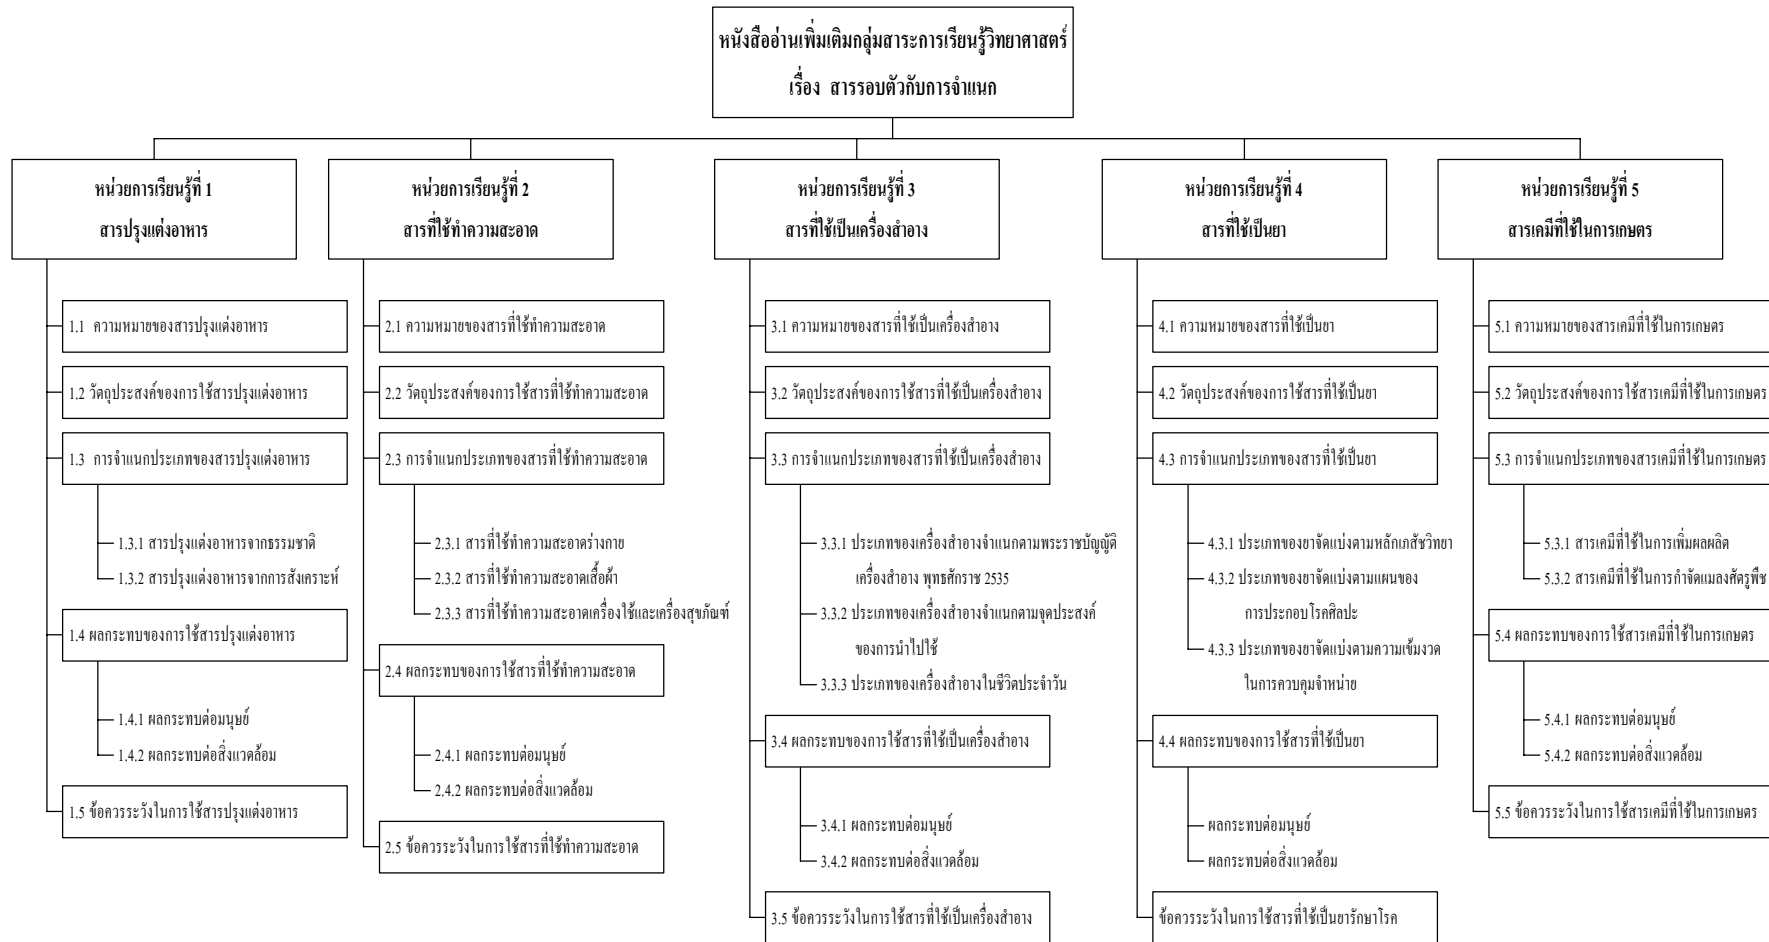 หนังสืออ่านเพิ่มเติมกลุ่มสาระการเรียนรู้วิทยาศาสตร์
เรื่อง สารรอบตัวกับการจำแนก
หน่วยการเรียนรู้ที่ 1
สารปรุงแต่งอาหาร
1.1 ความหมายของสารปรุงแต่งอาหาร
1.2 วัตถุประสงค์ของการใช้สารปรุงแต่งอาหาร
1.3 การจำแนกประเภทของสารปรุงแต่งอาหาร
1.3.1 สารปรุงแต่งอาหารจากธรรมชาติ
1.3.2 สารปรุงแต่งอาหารจากการสังเคราะห์
1.4 ผลกระทบของการใช้สารปรุงแต่งอาหาร
1.4.1 ผลกระทบต่อมนุษย์
1.4.2 ผลกระทบต่อสิ่งแวดล้อม
1.5 ข้อควรระวังในการใช้สารปรุงแต่งอาหาร
หน่วยการเรียนรู้ที่ 2
สารที่ใช้ทำความสะอาด
2.1 ความหมายของสารที่ใช้ทำความสะอาด
2.2 วัตถุประสงค์ของการใช้สารที่ใช้ทำความสะอาด
2.3 การจำแนกประเภทของสารที่ใช้ทำความสะอาด
2.3.1 สารที่ใช้ทำความสะอาดร่างกาย
2.3.2 สารที่ใช้ทำความสะอาดเสื้อผ้า
2.3.3 สารที่ใช้ทำความสะอาดเครื่องใช้และเครื่องสุขภัณฑ์
2.4 ผลกระทบของการใช้สารที่ใช้ทำความสะอาด
2.4.1 ผลกระทบต่อมนุษย์
2.4.2 ผลกระทบต่อสิ่งแวดล้อม
2.5 ข้อควรระวังในการใช้สารที่ใช้ทำความสะอาด
หน่วยการเรียนรู้ที่ 3
สารที่ใช้เป็นเครื่องสำอาง
3.1 ความหมายของสารที่ใช้เป็นเครื่องสำอาง
3.2 วัตถุประสงค์ของการใช้สารที่ใช้เป็นเครื่องสำอาง
3.3 การจำแนกประเภทของสารที่ใช้เป็นเครื่องสำอาง
3.3.1 ประเภทของเครื่องสำอางจำแนกตามพระราชบัญญัติ
เครื่องสำอาง พุทธศักราช 2535
3.3.2 ประเภทของเครื่องสำอางจำแนกตามจุดประสงค์
ของการนำไปใช้
3.3.3 ประเภทของเครื่องสำอางในชีวิตประจำวัน
3.4 ผลกระทบของการใช้สารที่ใช้เป็นเครื่องสำอาง
3.4.1 ผลกระทบต่อมนุษย์
3.4.2 ผลกระทบต่อสิ่งแวดล้อม
3.5 ข้อควรระวังในการใช้สารที่ใช้เป็นเครื่องสำอาง
หน่วยการเรียนรู้ที่ 4
สารที่ใช้เป็นยา
4.1 ความหมายของสารที่ใช้เป็นยา
4.2 วัตถุประสงค์ของการใช้สารที่ใช้เป็นยา
4.3 การจำแนกประเภทของสารที่ใช้เป็นยา
4.3.1 ประเภทของยาจัดแบ่งตามหลักเภสัชวิทยา
4.3.2 ประเภทของยาจัดแบ่งตามแผนของ
การประกอบโรคศิลปะ
4.3.3 ประเภทของยาจัดแบ่งตามความเข้มงวด
ในการควบคุมจำหน่าย
4.4 ผลกระทบของการใช้สารที่ใช้เป็นยา
ผลกระทบต่อมนุษย์
ผลกระทบต่อสิ่งแวดล้อม
ข้อควรระวังในการใช้สารที่ใช้เป็นยารักษาโรค
หน่วยการเรียนรู้ที่ 5
สารเคมีที่ใช้ในการเกษตร
5.1 ความหมายของสารเคมีที่ใช้ในการเกษตร
5.2 วัตถุประสงค์ของการใช้สารเคมีที่ใช้ในการเกษตร
5.3 การจำแนกประเภทของสารเคมีที่ใช้ในการเกษตร
5.3.1 สารเคมีที่ใช้ในการเพิ่มผลผลิต
5.3.2 สารเคมีที่ใช้ในการกำจัดแมลงศัตรูพืช
5.4 ผลกระทบของการใช้สารเคมีที่ใช้ในการเกษตร
5.4.1 ผลกระทบต่อมนุษย์
5.4.2 ผลกระทบต่อสิ่งแวดล้อม
5.5 ข้อควรระวังในการใช้สารเคมีที่ใช้ในการเกษตร